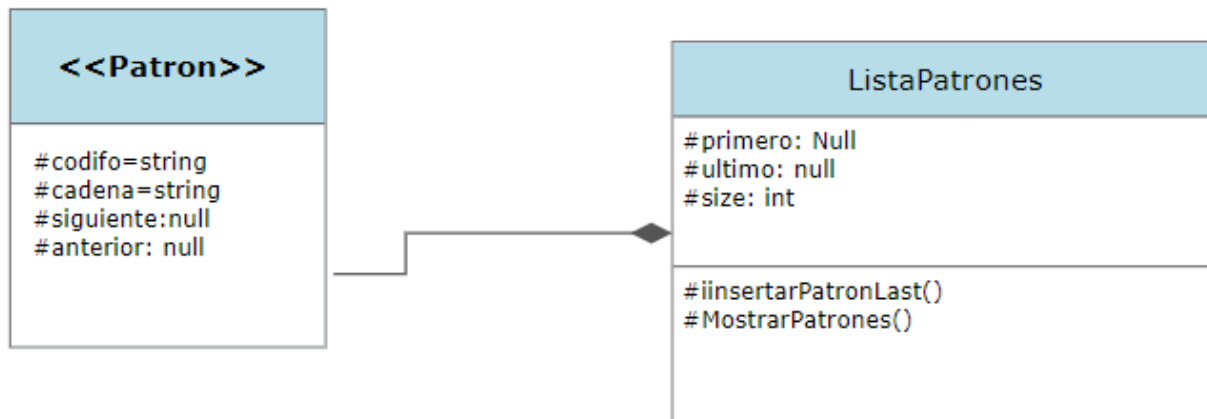 <<Patron>>
#codifo=string
#cadena=string
#siguiente:null
#anterior: null
ListaPatrones
#primero: Null
#ultimo: null
#size: int
#iinsertarPatronLast()
#MostrarPatrones()